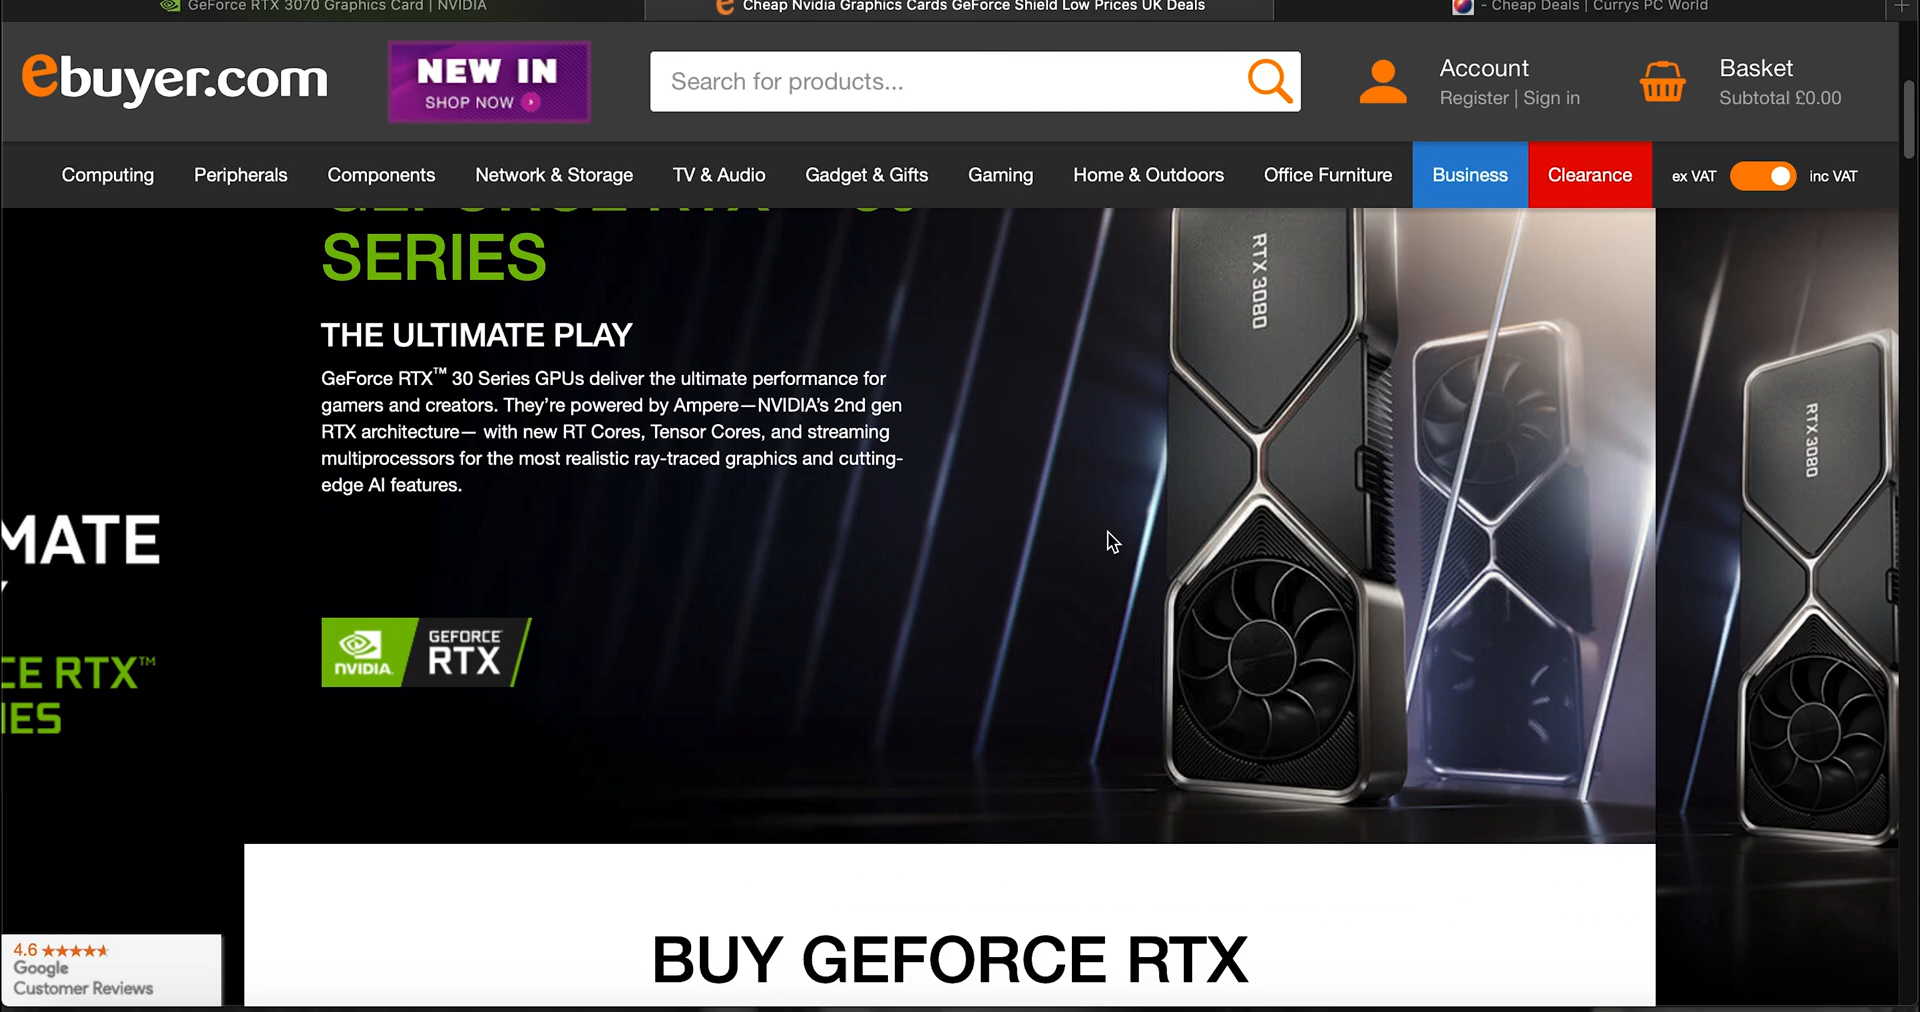 GeForce RTX 3070 Graphics Card | NVIDIA
Cheap Nvidia Graphics Cards GeForce Shield Low Prices UK Deals
- Cheap Deals | Currys PC World
ebuyer.com
NEW IN
SHOP NOW
Search for products...
Account
Register | Sign in
Basket
Subtotal £0.00
Computing
Peripherals
Components
Network & Storage
TV & Audio
Gadget & Gifts
Gaming
Home & Outdoors
Office Furniture
Business
Clearance
ex VAT
inc VAT
GEFORCE RTX
SERIES
THE ULTIMATE PLAY
GeForce RTX™ 30 Series GPUs deliver the ultimate performance for
gamers and creators. They're powered by Ampere—NVIDIA's 2nd gen
RTX architecture— with new RT Cores, Tensor Cores, and streaming
multiprocessors for the most realistic ray-traced graphics and cutting-
edge AI features.
NVIDIA.
GEFORCE
RTX
RTX 3080
RTX 3080
MATE
CE RTX™
IES
BUY GEFORCE RTX
4.6
Google
Customer Reviews